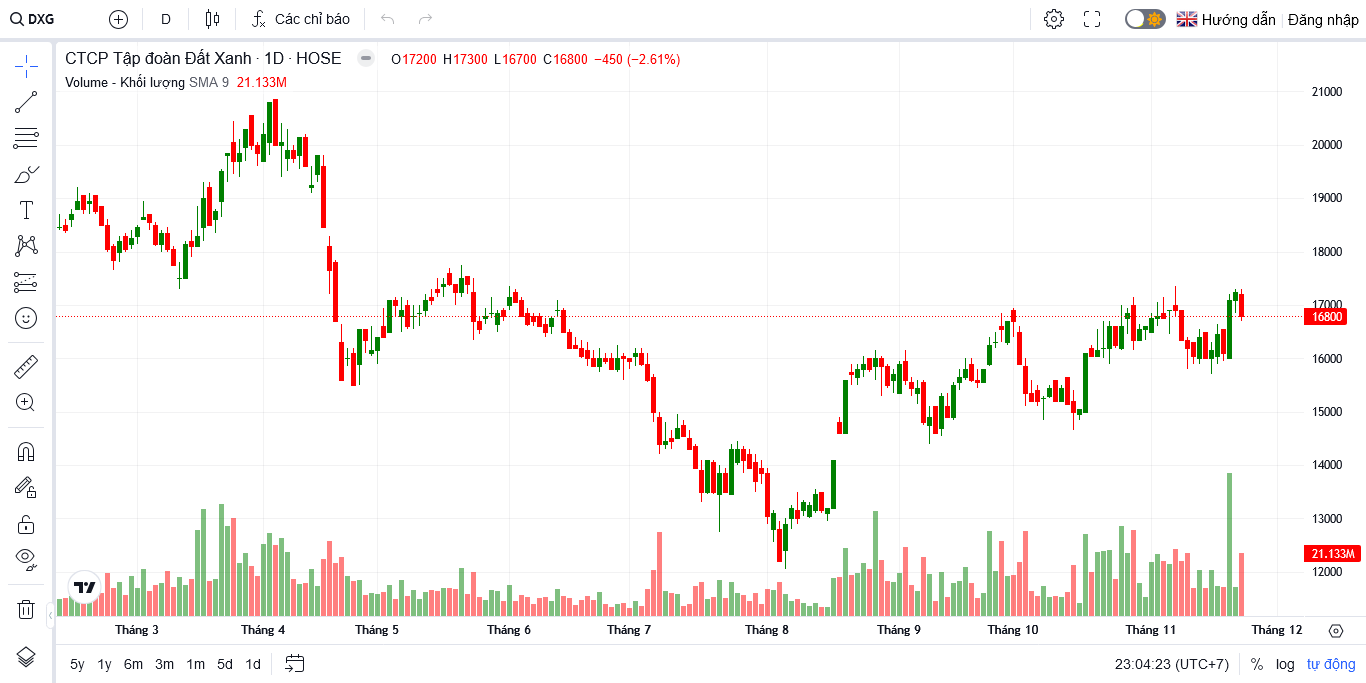 DXG D Các chỉ báo Hướng dẫn Đăng nhập
CTCP Tập đoàn Đất Xanh · 1D · HOSE O17200 H17300 L16700 C16800 −450 (−2.61%)
Volume - Khối lượng SMA 9 21.133M
21000
20000
19000
18000
17000
16800
16000
15000
14000
13000
21.133M
12000
Tháng 3 Tháng 4 Tháng 5 Tháng 6 Tháng 7 Tháng 8 Tháng 9 Tháng 10 Tháng 11 Tháng 12
5y 1y 6m 3m 1m 5d 1d 23:04:23 (UTC+7) % log tự động